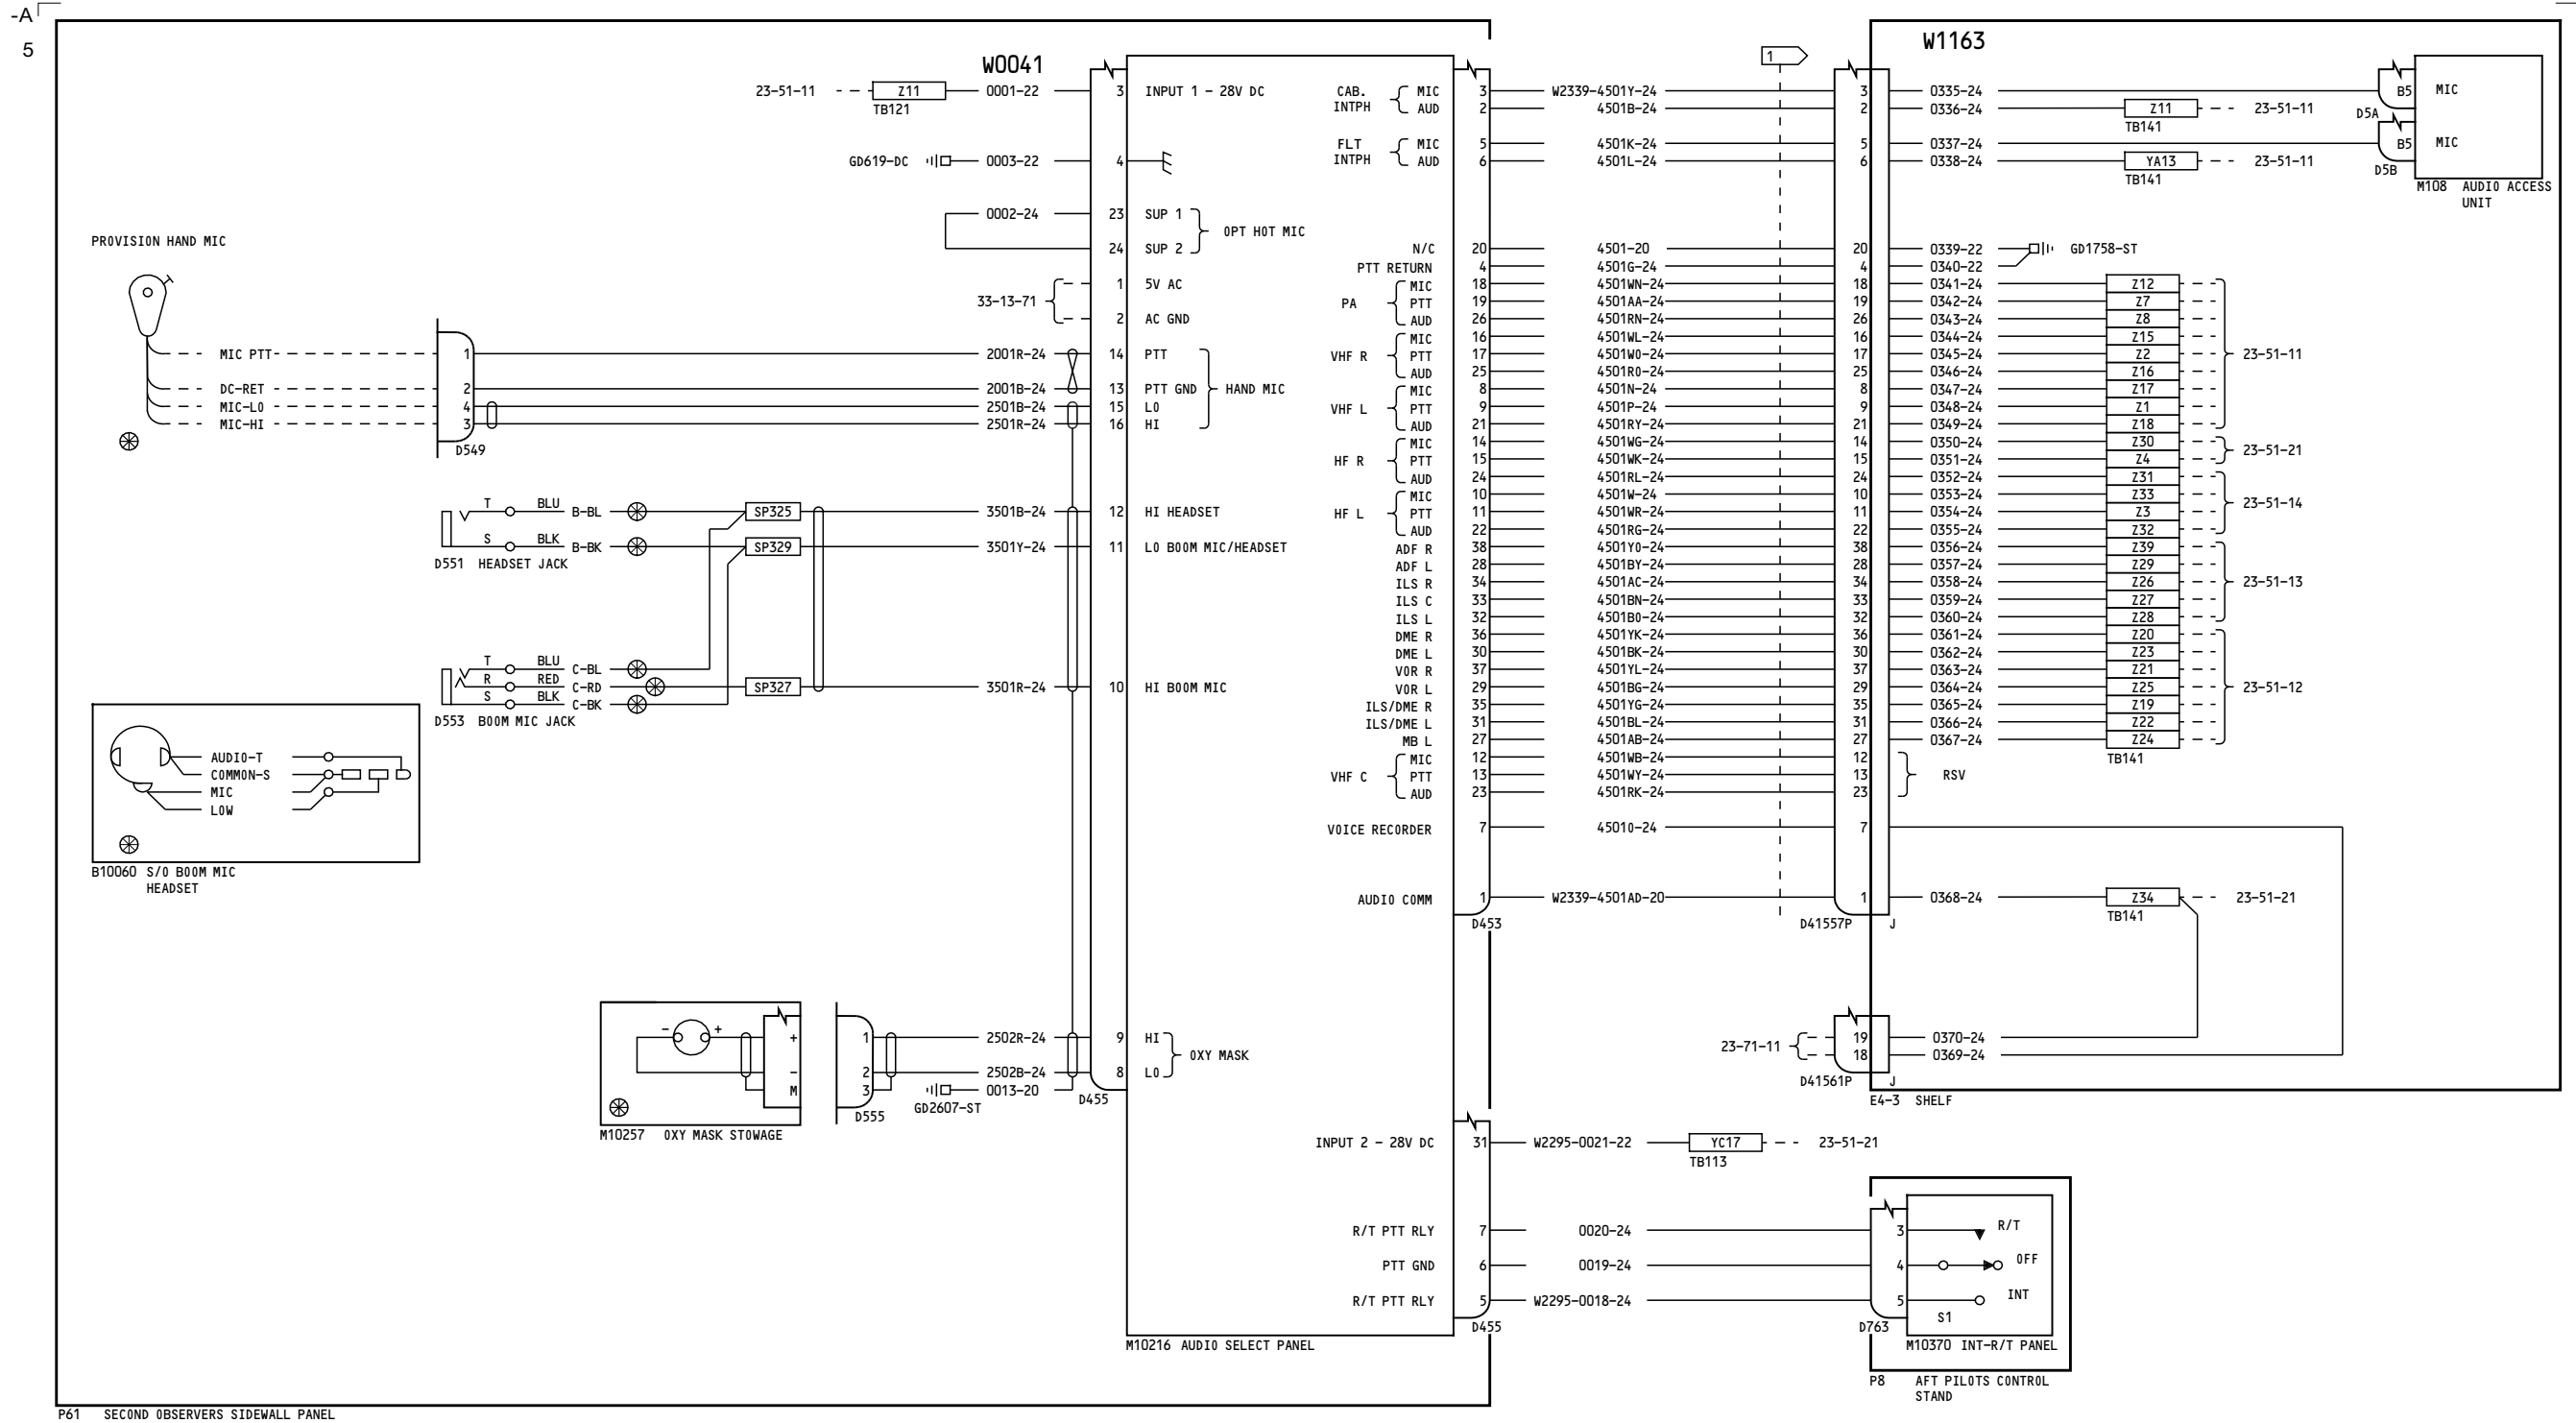 -A
5
W0041
23-51-11 Z11 0001-22 3 INPUT 1 - 28V DC
TB121
GD619-DC 0003-22 4
0002-24 23 SUP 1
OPT HOT MIC
24 SUP 2
PROVISION HAND MIC
1 5V AC
33-13-71
2 AC GND
MIC PTT 1 2001R-24 14 PTT
DC-RET 2 2001B-24 13 PTT GND HAND MIC
MIC-LO 4 2501B-24 15 LO
MIC-HI 3 2501R-24 16 HI
D549
T BLU B-BL SP325 3501B-24 12 HI HEADSET
S BLK B-BK SP329 3501Y-24 11 LO BOOM MIC/HEADSET
D551 HEADSET JACK
T BLU C-BL
R RED C-RD SP327 3501R-24 10 HI BOOM MIC
S BLK C-BK
D553 BOOM MIC JACK
AUDIO-T
COMMON-S
MIC
LOW
B10060 S/O BOOM MIC
HEADSET
- + + 1 2502R-24 9 HI
OXY MASK
- 2 2502B-24 8 LO
M 3 0013-20
GD2607-ST
D455
D555
M10257 OXY MASK STOWAGE
CAB.
INTPH
MIC 3 W2339-4501Y-24 3
AUD 2 4501B-24 2
FLT
INTPH
MIC 5 4501K-24 5
AUD 6 4501L-24 6
N/C 20 4501-20 20
PTT RETURN 4 4501G-24 4
MIC 18 4501WN-24 18
PA PTT 19 4501AA-24 19
AUD 26 4501RN-24 26
MIC 16 4501WL-24 16
VHF R PTT 17 4501WO-24 17
AUD 25 4501RO-24 25
MIC 8 4501N-24 8
VHF L PTT 9 4501P-24 9
AUD 21 4501RY-24 21
MIC 14 4501WG-24 14
HF R PTT 15 4501WK-24 15
AUD 24 4501RL-24 24
MIC 10 4501W-24 10
HF L PTT 11 4501WR-24 11
AUD 22 4501RG-24 22
ADF R 38 4501YO-24 38
ADF L 28 4501BY-24 28
ILS R 34 4501AC-24 34
ILS C 33 4501BN-24 33
ILS L 32 4501BO-24 32
DME R 36 4501YK-24 36
DME L 30 4501BK-24 30
VOR R 37 4501YL-24 37
VOR L 29 4501BG-24 29
ILS/DME R 35 4501YG-24 35
ILS/DME L 31 4501BL-24 31
MB L 27 4501AB-24 27
MIC 12 4501WB-24 12
VHF C PTT 13 4501WY-24 13
AUD 23 4501RK-24 23
RSV
VOICE RECORDER 7 4501O-24 7
AUDIO COMM 1 W2339-4501AD-20 1
D453
D41557P J
1
W1163
0335-24 B5 MIC
0336-24 Z11 23-51-11
TB141
D5A
0337-24 B5 MIC
0338-24 YA13 23-51-11
TB141
D5B
M108 AUDIO ACCESS
UNIT
0339-22 GD1758-ST
0340-22
0341-24 Z12
0342-24 Z7
0343-24 Z8
0344-24 Z15
0345-24 Z2 23-51-11
0346-24 Z16
0347-24 Z17
0348-24 Z1
0349-24 Z18
0350-24 Z30
23-51-21
0351-24 Z4
0352-24 Z31
0353-24 Z33
23-51-14
0354-24 Z3
0355-24 Z32
0356-24 Z39
0357-24 Z29
0358-24 Z26 23-51-13
0359-24 Z27
0360-24 Z28
0361-24 Z20
0362-24 Z23
0363-24 Z21
0364-24 Z25 23-51-12
0365-24 Z19
0366-24 Z22
0367-24 Z24
TB141
0368-24 Z34 23-51-21
TB141
19 0370-24
23-71-11
18 0369-24
D41561P J
E4-3 SHELF
INPUT 2 - 28V DC 31 W2295-0021-22 YC17 23-51-21
TB113
R/T PTT RLY 7 0020-24 3 R/T
PTT GND 6 0019-24 4 OFF
R/T PTT RLY 5 W2295-0018-24 5 INT
S1
D455
D763
M10216 AUDIO SELECT PANEL
M10370 INT-R/T PANEL
P8 AFT PILOTS CONTROL
STAND
P61 SECOND OBSERVERS SIDEWALL PANEL